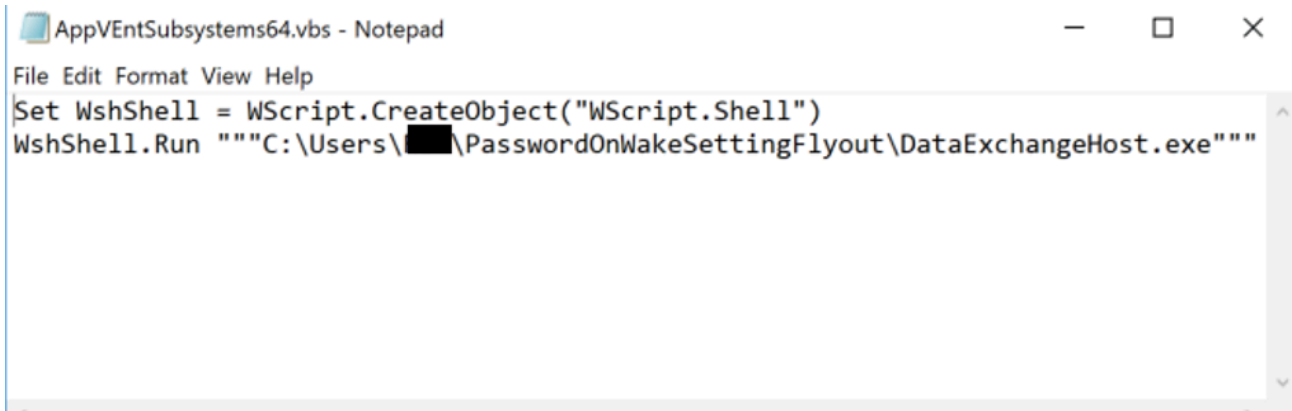 AppVEntSubsystems64.vbs - Notepad
File Edit Format View Help
Set WshShell = WScript.CreateObject("WScript.Shell")
WshShell.Run """C:\Users\ \PasswordOnWakeSettingFlyout\DataExchangeHost.exe"""